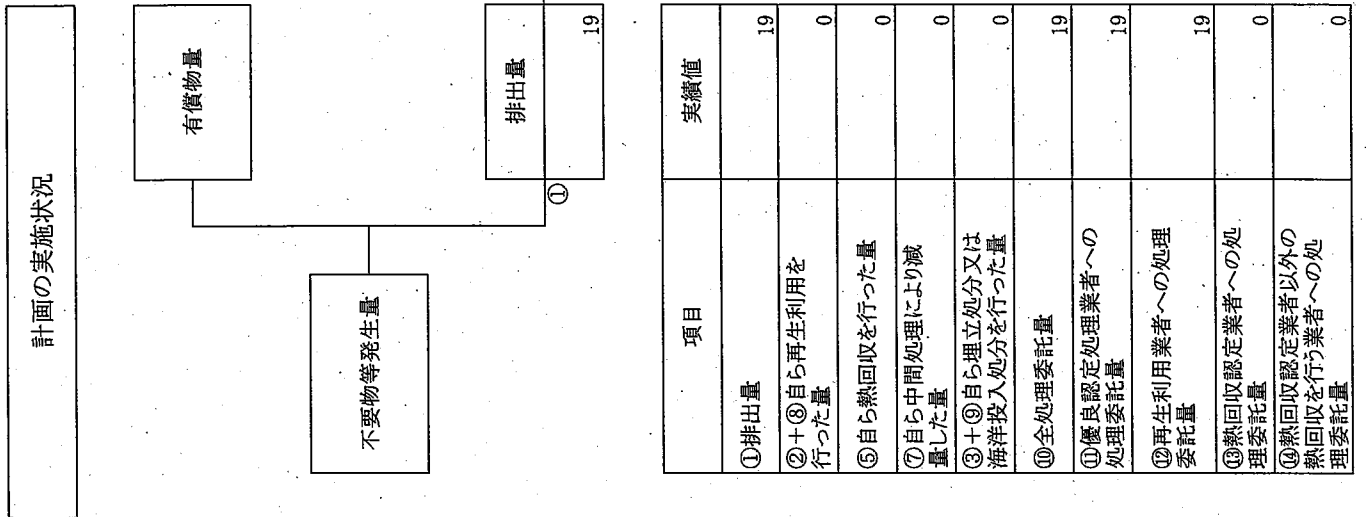 計画の実施状況
有償物量
不要物等発生量
排出量
①
19
項目
実績値
①排出量
19
②+⑧自ら再生利用を
行った量
0
⑤自ら熱回収を行った量
0
⑦自ら中間処理により減
量した量
0
③+⑨自ら埋立処分又は
海洋投入処分を行った量
0
⑩全処理委託量
19
⑪優良認定処理業者への
処理委託量
19
⑫再生利用業者への処理
委託量
19
⑬熱回収認定業者への処
理委託量
0
⑭熱回収認定業者以外の
熱回収を行う業者への処
理委託量
0